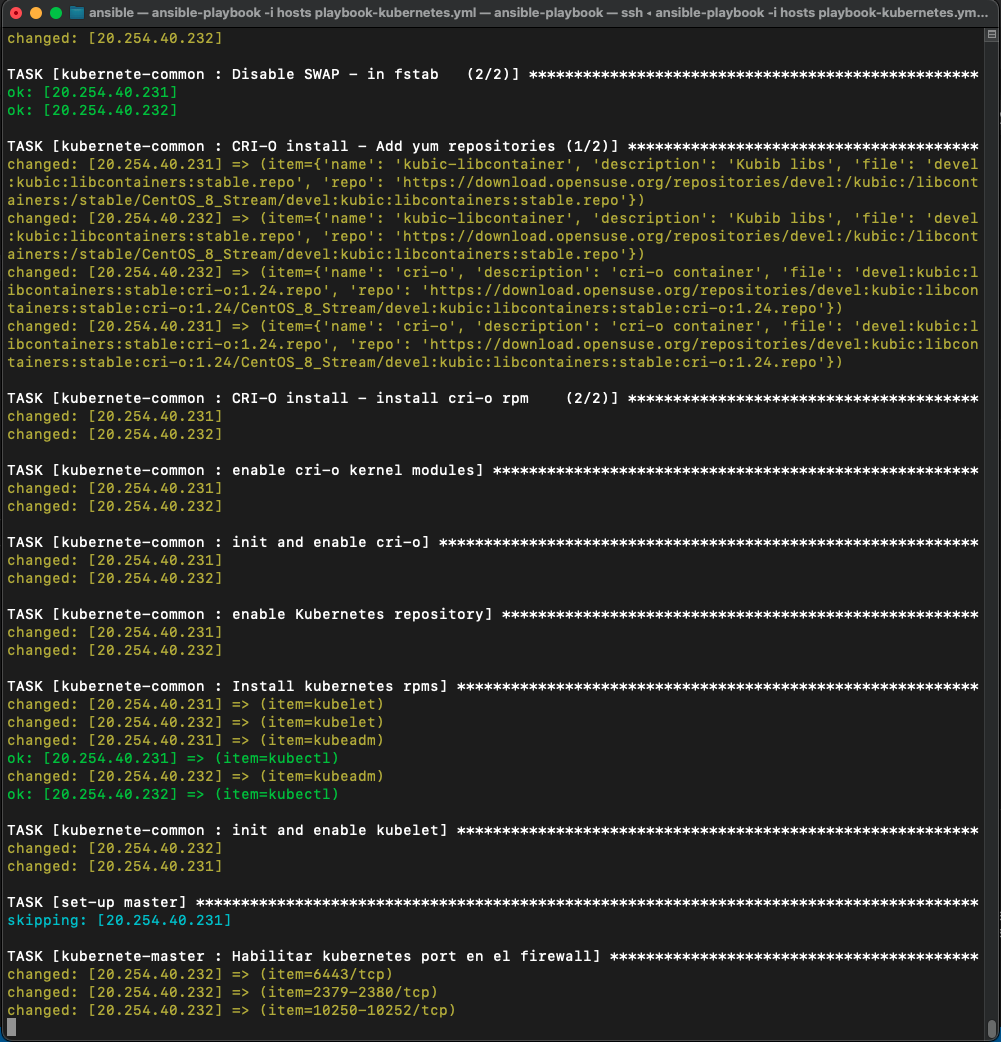 ansible — ansible-playbook -i hosts playbook-kubernetes.yml — ansible-playbook — ssh ◂ ansible-playbook -i hosts playbook-kubernetes.ym...
changed: [20.254.40.232]
TASK [kubernete-common : Disable SWAP - in fstab   (2/2)] **************************************************
ok: [20.254.40.231]
ok: [20.254.40.232]
TASK [kubernete-common : CRI-O install - Add yum repositories (1/2)] ***************************************
changed: [20.254.40.231] => (item={'name': 'kubic-libcontainer', 'description': 'Kubib libs', 'file': 'devel
:kubic:libcontainers:stable.repo', 'repo': 'https://download.opensuse.org/repositories/devel:/kubic:/libcont
ainers:/stable/CentOS_8_Stream/devel:kubic:libcontainers:stable.repo'})
changed: [20.254.40.232] => (item={'name': 'kubic-libcontainer', 'description': 'Kubib libs', 'file': 'devel
:kubic:libcontainers:stable.repo', 'repo': 'https://download.opensuse.org/repositories/devel:/kubic:/libcont
ainers:/stable/CentOS_8_Stream/devel:kubic:libcontainers:stable.repo'})
changed: [20.254.40.232] => (item={'name': 'cri-o', 'description': 'cri-o container', 'file': 'devel:kubic:l
ibcontainers:stable:cri-o:1.24.repo', 'repo': 'https://download.opensuse.org/repositories/devel:kubic:libcon
tainers:stable:cri-o:1.24/CentOS_8_Stream/devel:kubic:libcontainers:stable:cri-o:1.24.repo'})
changed: [20.254.40.231] => (item={'name': 'cri-o', 'description': 'cri-o container', 'file': 'devel:kubic:l
ibcontainers:stable:cri-o:1.24.repo', 'repo': 'https://download.opensuse.org/repositories/devel:kubic:libcon
tainers:stable:cri-o:1.24/CentOS_8_Stream/devel:kubic:libcontainers:stable:cri-o:1.24.repo'})
TASK [kubernete-common : CRI-O install - install cri-o rpm    (2/2)] ***************************************
changed: [20.254.40.231]
changed: [20.254.40.232]
TASK [kubernete-common : enable cri-o kernel modules] ******************************************************
changed: [20.254.40.231]
changed: [20.254.40.232]
TASK [kubernete-common : init and enable cri-o] ************************************************************
changed: [20.254.40.231]
changed: [20.254.40.232]
TASK [kubernete-common : enable Kubernetes repository] *****************************************************
changed: [20.254.40.231]
changed: [20.254.40.232]
TASK [kubernete-common : Install kubernetes rpms] **********************************************************
changed: [20.254.40.231] => (item=kubelet)
changed: [20.254.40.232] => (item=kubelet)
changed: [20.254.40.231] => (item=kubeadm)
ok: [20.254.40.231] => (item=kubectl)
changed: [20.254.40.232] => (item=kubeadm)
ok: [20.254.40.232] => (item=kubectl)
TASK [kubernete-common : init and enable kubelet] **********************************************************
changed: [20.254.40.232]
changed: [20.254.40.231]
TASK [set-up master] ***************************************************************************************
skipping: [20.254.40.231]
TASK [kubernete-master : Habilitar kubernetes port en el firewall] *****************************************
changed: [20.254.40.232] => (item=6443/tcp)
changed: [20.254.40.232] => (item=2379-2380/tcp)
changed: [20.254.40.232] => (item=10250-10252/tcp)